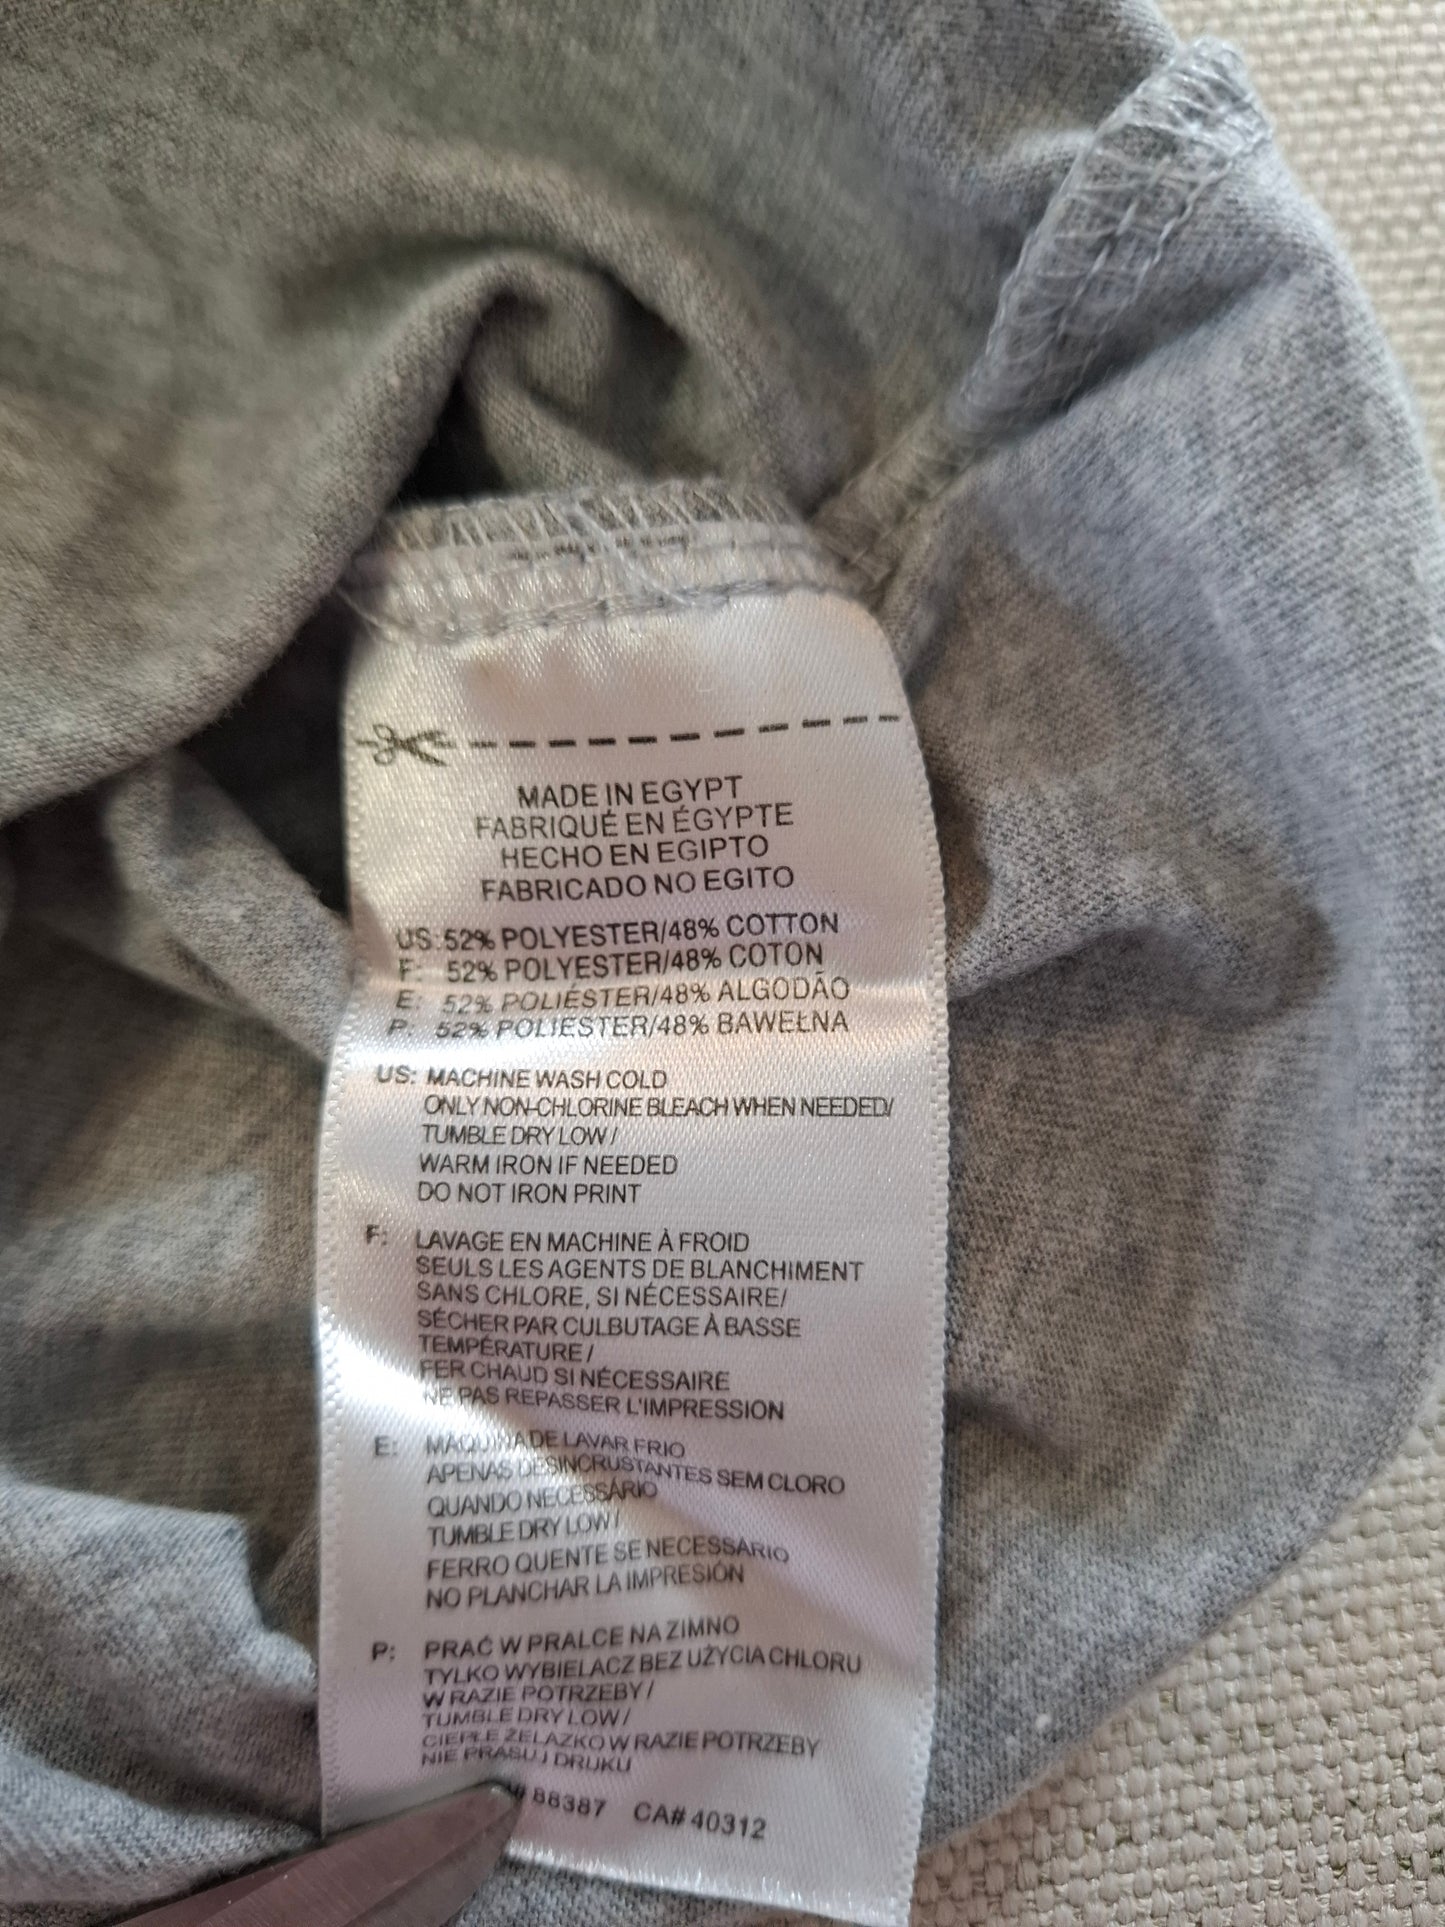 MADE IN EGYPT
FABRIQUÉ EN ÉGYPTE
HECHO EN EGIPTO
FABRICADO NO EGITO
US: 52% POLYESTER/48% COTTON
F: 52% POLYESTER/48% COTON
E: 52% POLIÉSTER/48% ALGODÃO
P: 52% POLIESTER/48% BAWEŁNA
US: MACHINE WASH COLD
ONLY NON-CHLORINE BLEACH WHEN NEEDED/
TUMBLE DRY LOW /
WARM IRON IF NEEDED
DO NOT IRON PRINT
F: LAVAGE EN MACHINE À FROID
SEULS LES AGENTS DE BLANCHIMENT
SANS CHLORE, SI NÉCESSAIRE/
SÉCHER PAR CULBUTAGE À BASSE
TEMPÉRATURE /
FER CHAUD SI NÉCESSAIRE
NE PAS REPASSER L'IMPRESSION
E: MAQUINA DE LAVAR FRIO
APENAS DESINCRUSTANTES SEM CLORO
QUANDO NECESSÁRIO
TUMBLE DRY LOW /
FERRO QUENTE SE NECESSÁRIO
NO PLANCHAR LA IMPRESIÓN
P: PRAĆ W PRALCE NA ZIMNO
TYLKO WYBIELACZ BEZ UŻYCIA CHLORU
W RAZIE POTRZEBY /
TUMBLE DRY LOW /
CIEPŁE ŻELAZKO W RAZIE POTRZEBY
NIE PRASUJ DRUKU
# 88387 CA# 40312